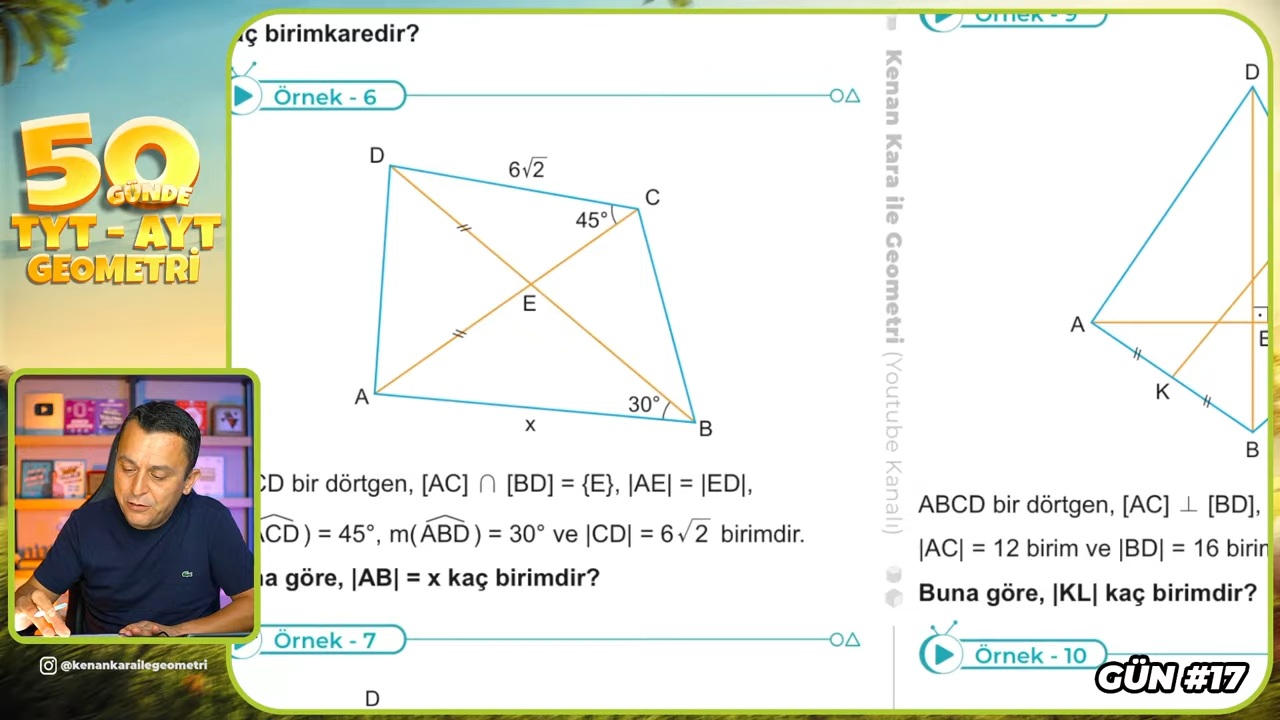 50
GÜNDE
TYT - AYT
GEOMETRİ
@kenankarailegeometri
aç birimkaredir?
Örnek - 6
D
6√2
C
45°
E
A
30°
x
B
CD bir dörtgen, [AC] ∩ [BD] = {E}, |AE| = |ED|,
ACD) = 45°, m(ABD) = 30° ve |CD| = 6√2 birimdir.
na göre, |AB| = x kaç birimdir?
Örnek - 7
D
Kenan Kara ile Geometri (Youtube Kanalı)
Örnek - 9
D
A
E
K
B
ABCD bir dörtgen, [AC] ⊥ [BD],
|AC| = 12 birim ve |BD| = 16 birim
Buna göre, |KL| kaç birimdir?
Örnek - 10
GÜN #17